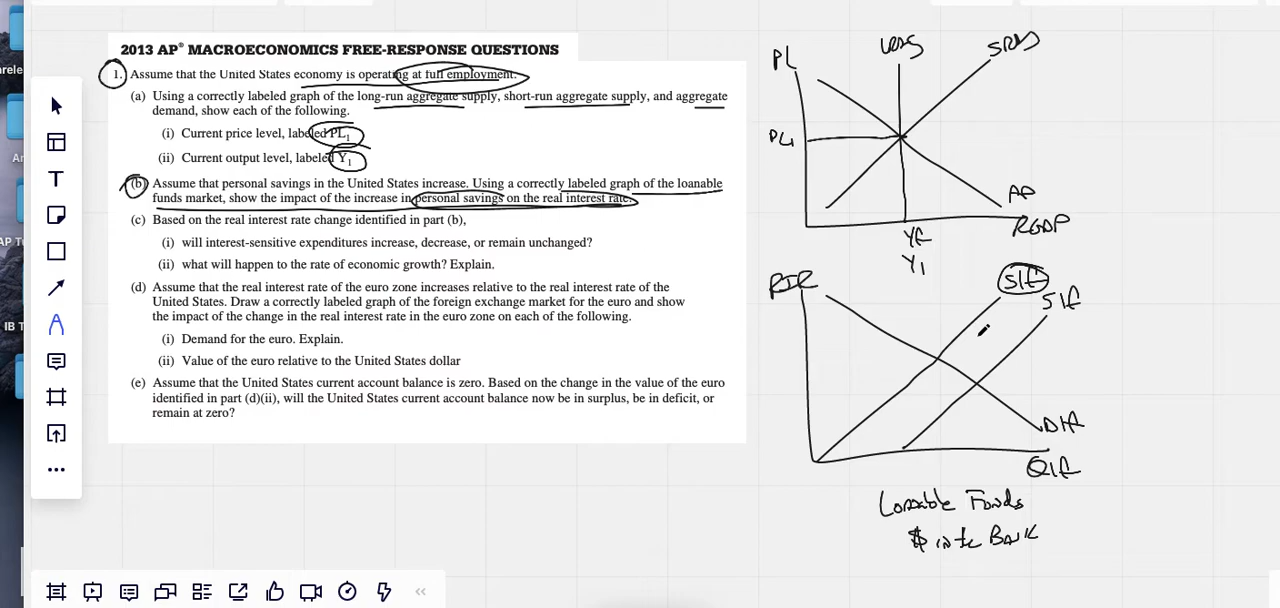 2013 AP® MACROECONOMICS FREE-RESPONSE QUESTIONS
1. Assume that the United States economy is operating at full employment.
(a) Using a correctly labeled graph of the long-run aggregate supply, short-run aggregate supply, and aggregate
demand, show each of the following.
(i) Current price level, labeled PL1
(ii) Current output level, labeled Y1
(b) Assume that personal savings in the United States increase. Using a correctly labeled graph of the loanable
funds market, show the impact of the increase in personal savings on the real interest rate.
(c) Based on the real interest rate change identified in part (b),
(i) will interest-sensitive expenditures increase, decrease, or remain unchanged?
(ii) what will happen to the rate of economic growth? Explain.
(d) Assume that the real interest rate of the euro zone increases relative to the real interest rate of the
United States. Draw a correctly labeled graph of the foreign exchange market for the euro and show
the impact of the change in the real interest rate in the euro zone on each of the following.
(i) Demand for the euro. Explain.
(ii) Value of the euro relative to the United States dollar
(e) Assume that the United States current account balance is zero. Based on the change in the value of the euro
identified in part (d)(ii), will the United States current account balance now be in surplus, be in deficit, or
remain at zero?
PL
LRAS
SRAS
PL1
AD
Yf
RGDP
Y1
RIR
Slf
Slf
Dlf
Qlf
Loanable Funds
$ in the Bank
T